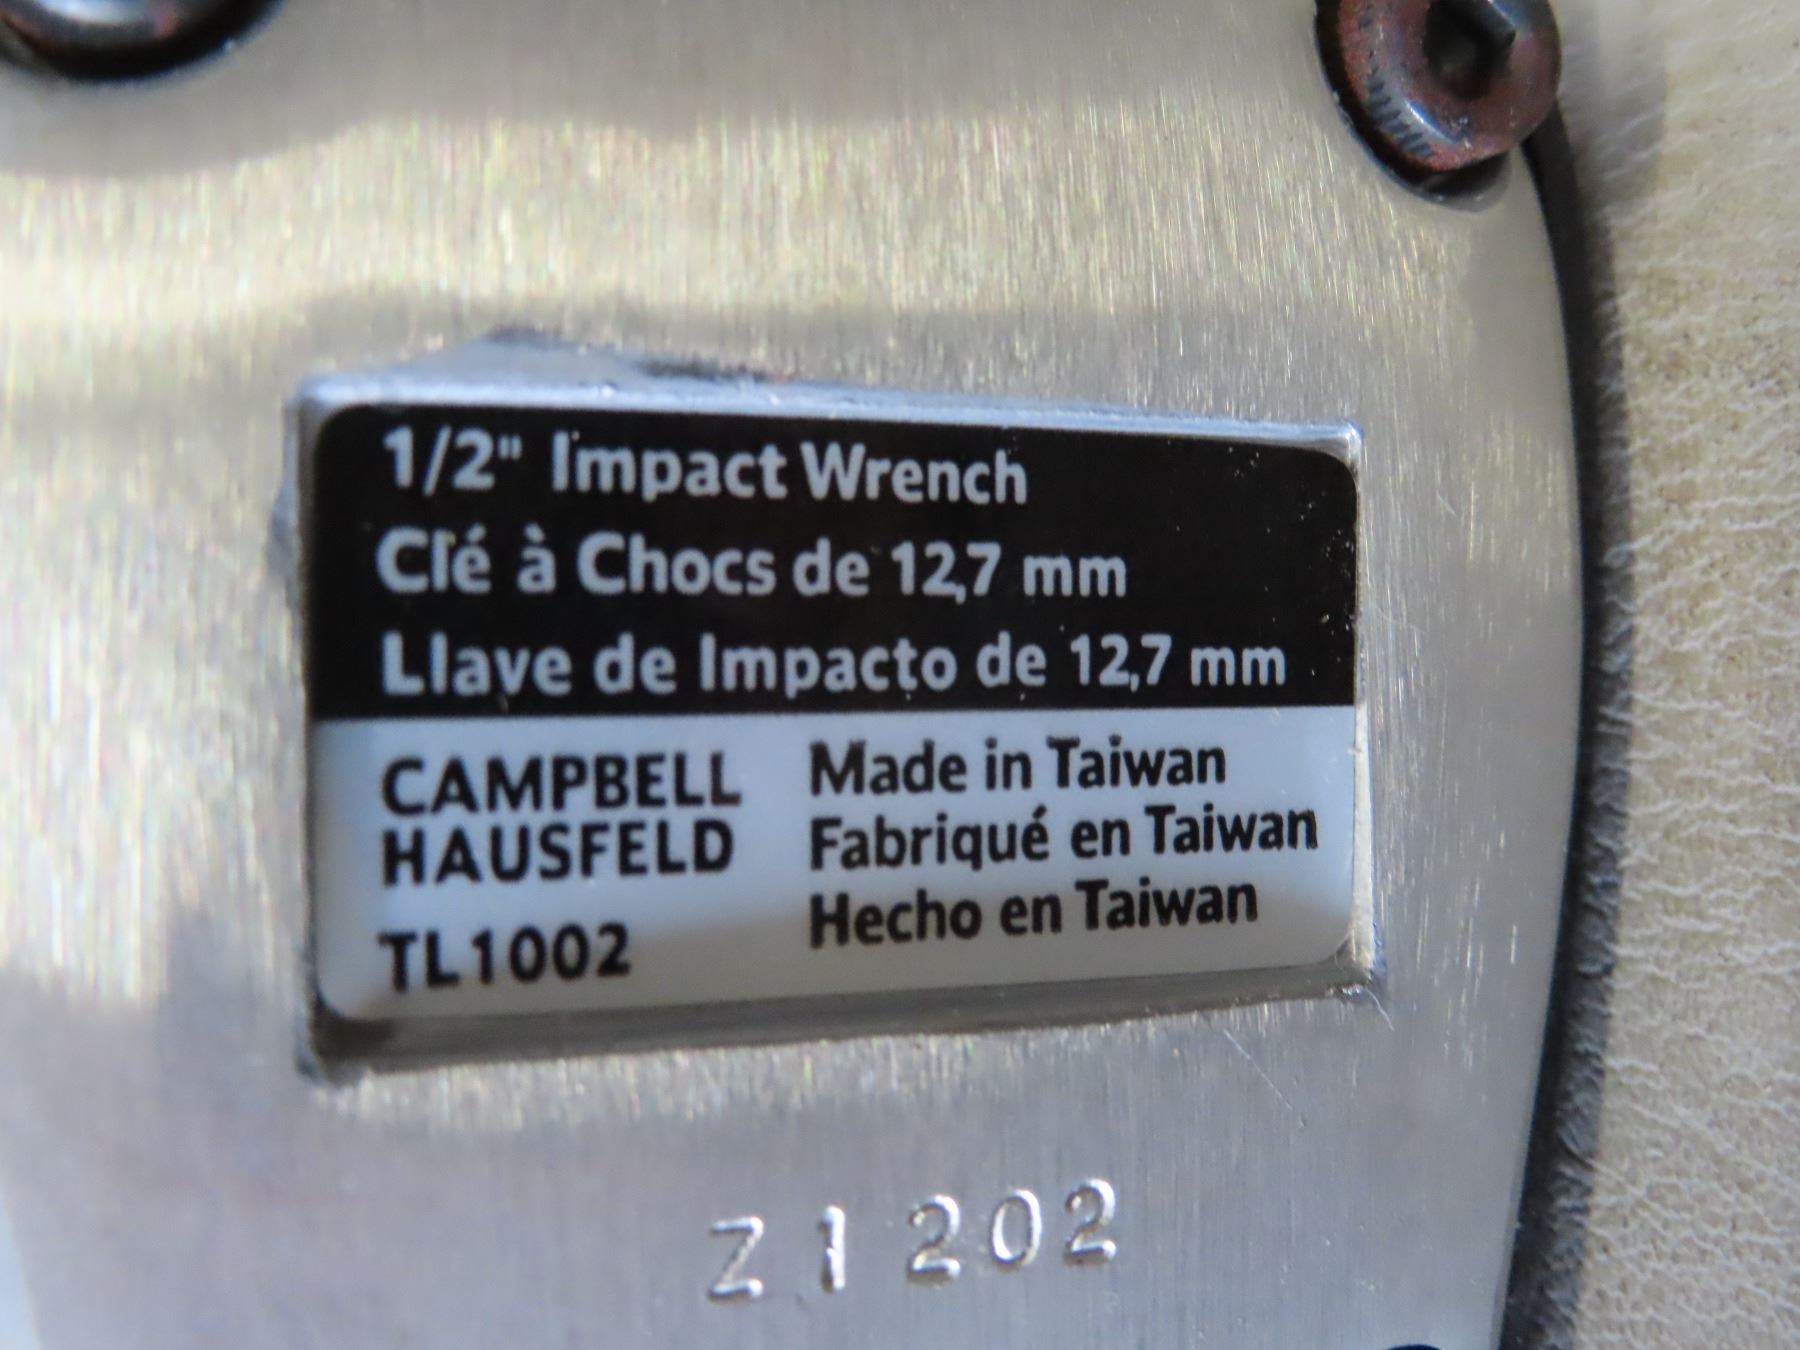 1/2" Impact Wrench
Clé à Chocs de 12,7 mm
Llave de Impacto de 12,7 mm
CAMPBELL
HAUSFELD
TL1002
Made in Taiwan
Fabriqué en Taiwan
Hecho en Taiwan
Z1202